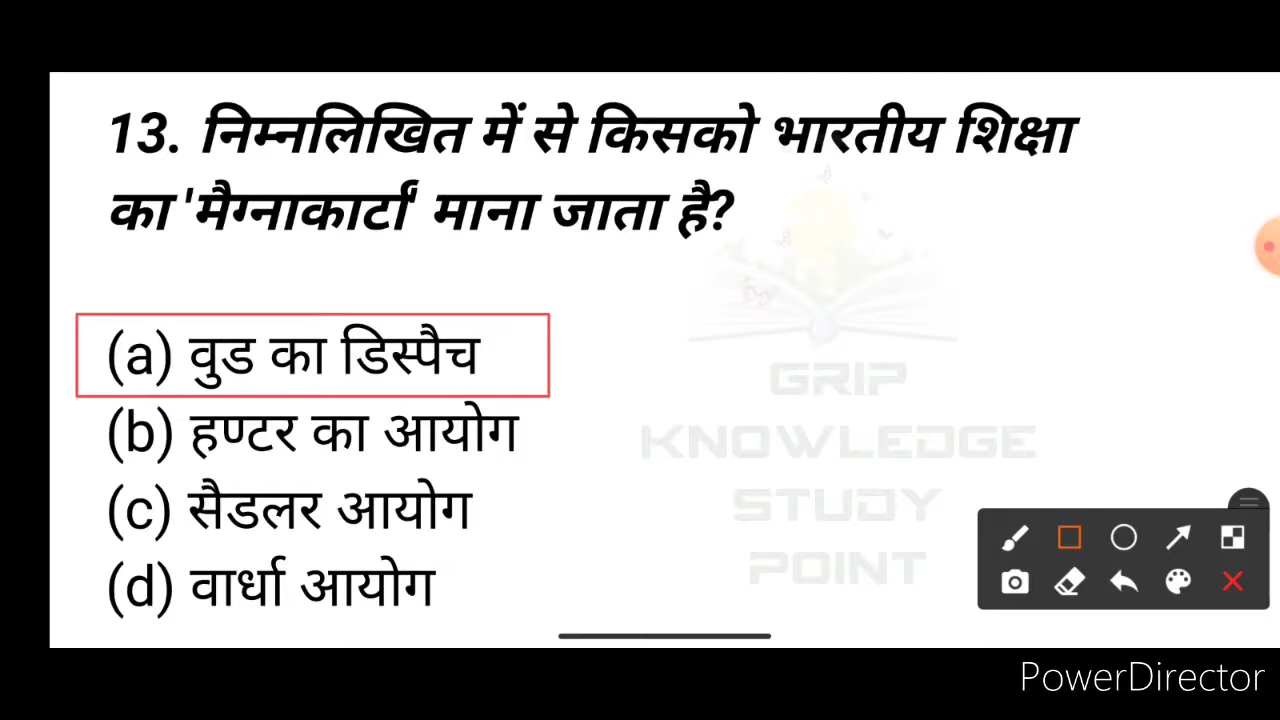 13. निम्नलिखित में से किसको भारतीय शिक्षा
का 'मैग्नाकार्टा' माना जाता है?
(a) वुड का डिस्पैच
(b) हण्टर का आयोग
(c) सैडलर आयोग
(d) वार्धा आयोग
GRIP
KNOWLEDGE
STUDY
POINT
PowerDirector